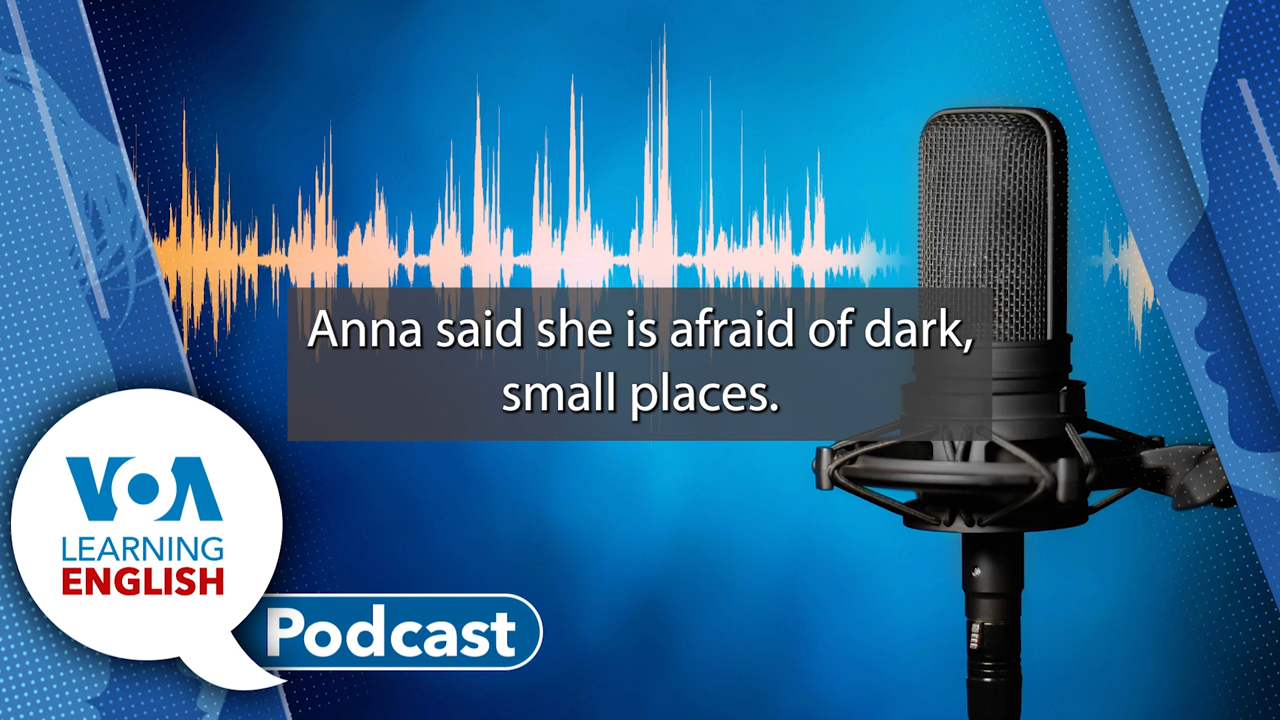 Anna said she is afraid of dark,
small places.
VOA
LEARNING
ENGLISH
Podcast